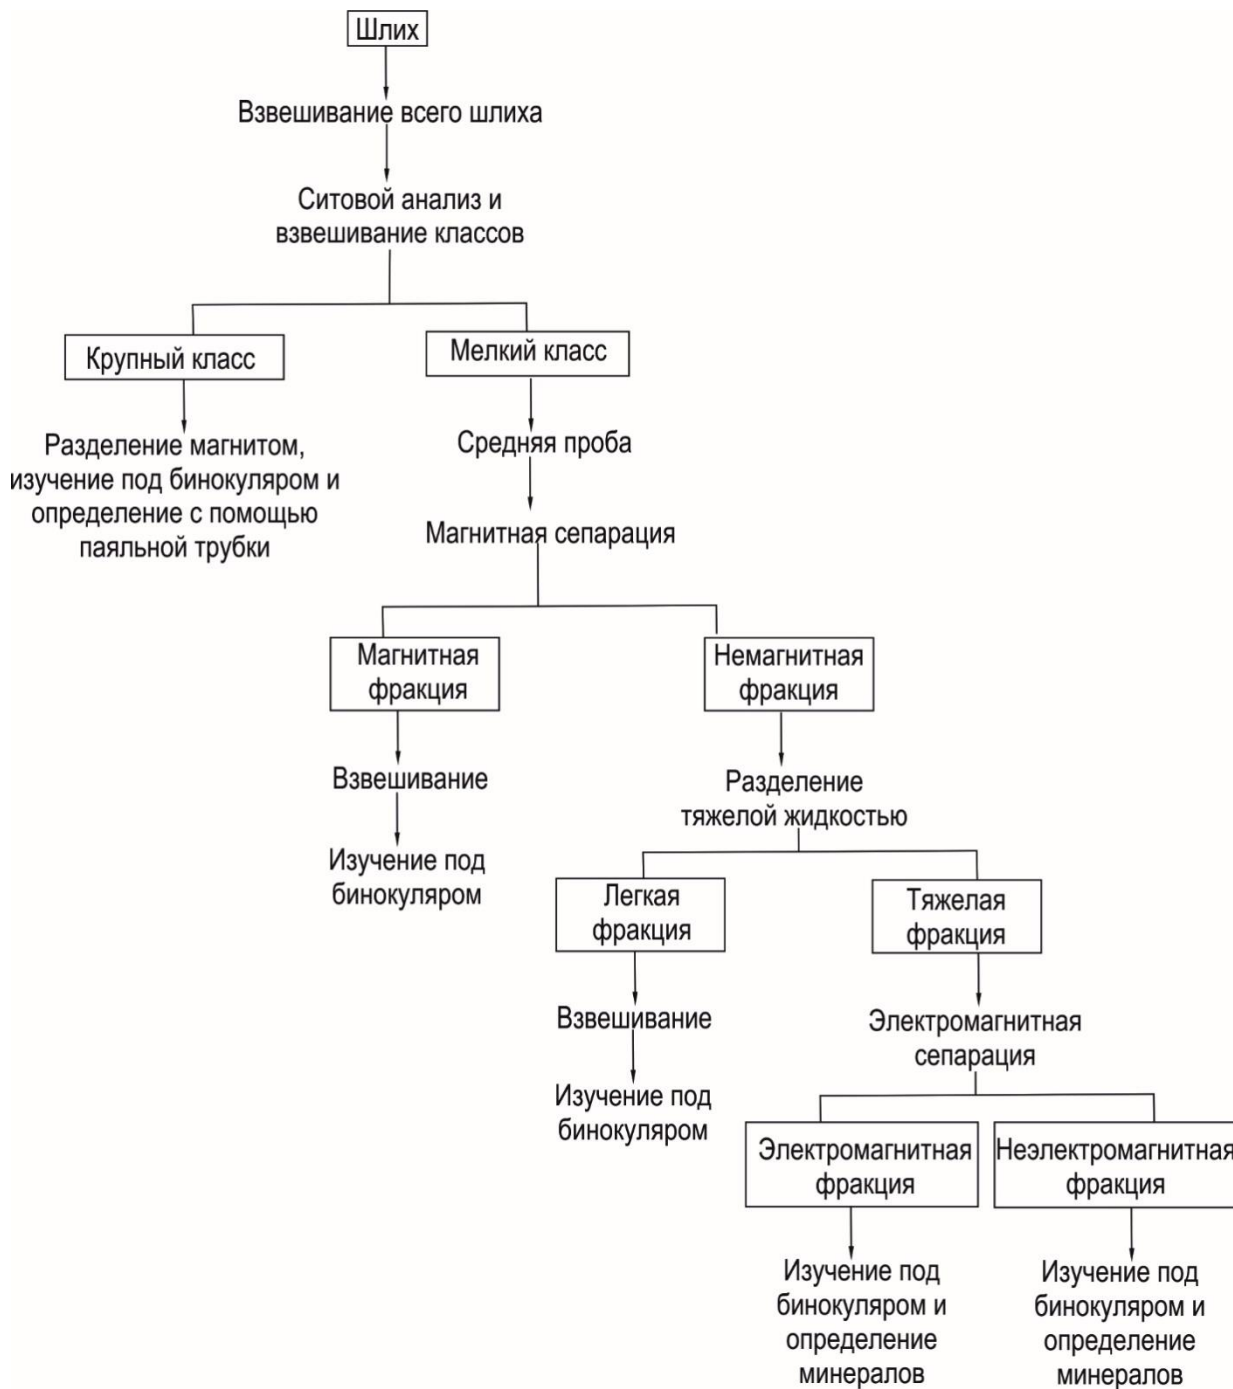 Шлих
Взвешивание всего шлиха
Ситовой анализ и
взвешивание классов
Крупный класс
Мелкий класс
Разделение магнитом,
изучение под бинокуляром и
определение с помощью
паяльной трубки
Средняя проба
Магнитная сепарация
Магнитная
фракция
Немагнитная
фракция
Взвешивание
Изучение под
бинокуляром
Разделение
тяжелой жидкостью
Легкая
фракция
Тяжелая
фракция
Взвешивание
Изучение под
бинокуляром
Электромагнитная
сепарация
Электромагнитная
фракция
Неэлектромагнитная
фракция
Изучение под
бинокуляром и
определение
минералов
Изучение под
бинокуляром и
определение
минералов